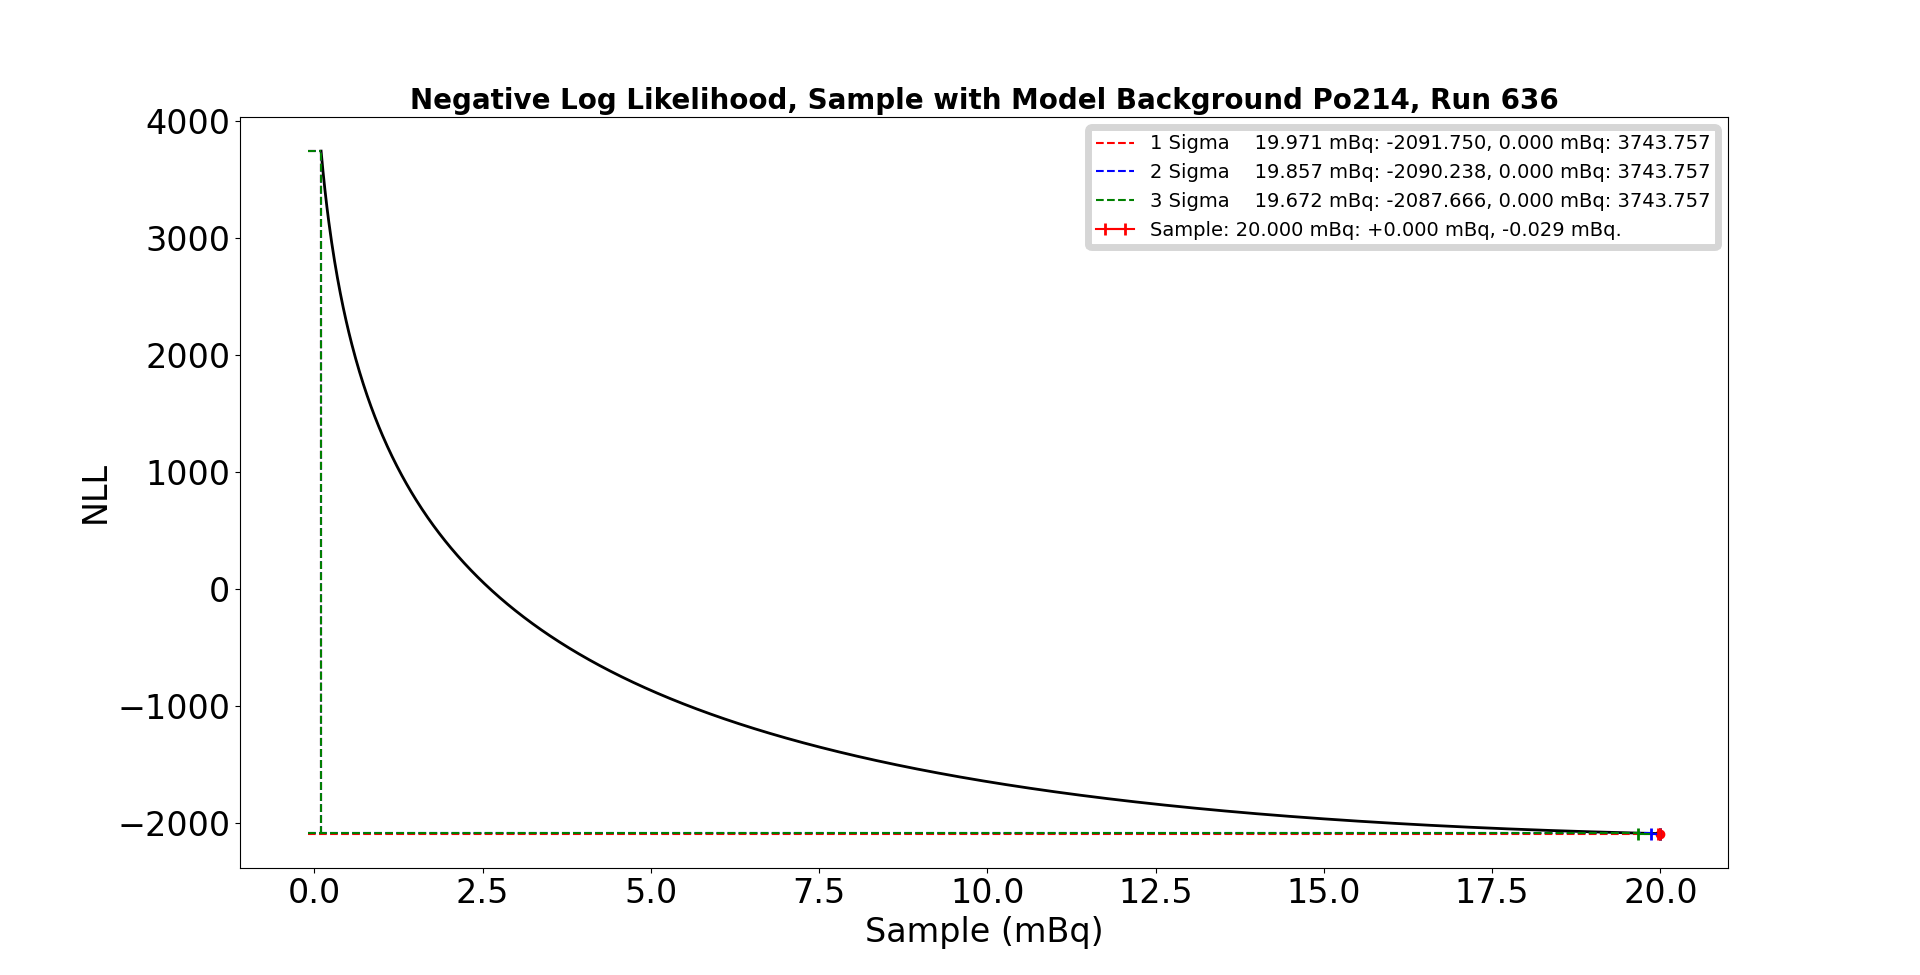 Negative Log Likelihood, Sample with Model Background Po214, Run 636
1 Sigma    19.971 mBq: -2091.750, 0.000 mBq: 3743.757
2 Sigma    19.857 mBq: -2090.238, 0.000 mBq: 3743.757
3 Sigma    19.672 mBq: -2087.666, 0.000 mBq: 3743.757
Sample: 20.000 mBq: +0.000 mBq, -0.029 mBq.
NLL
4000
3000
2000
1000
0
−1000
−2000
0.0 2.5 5.0 7.5 10.0 12.5 15.0 17.5 20.0
Sample (mBq)